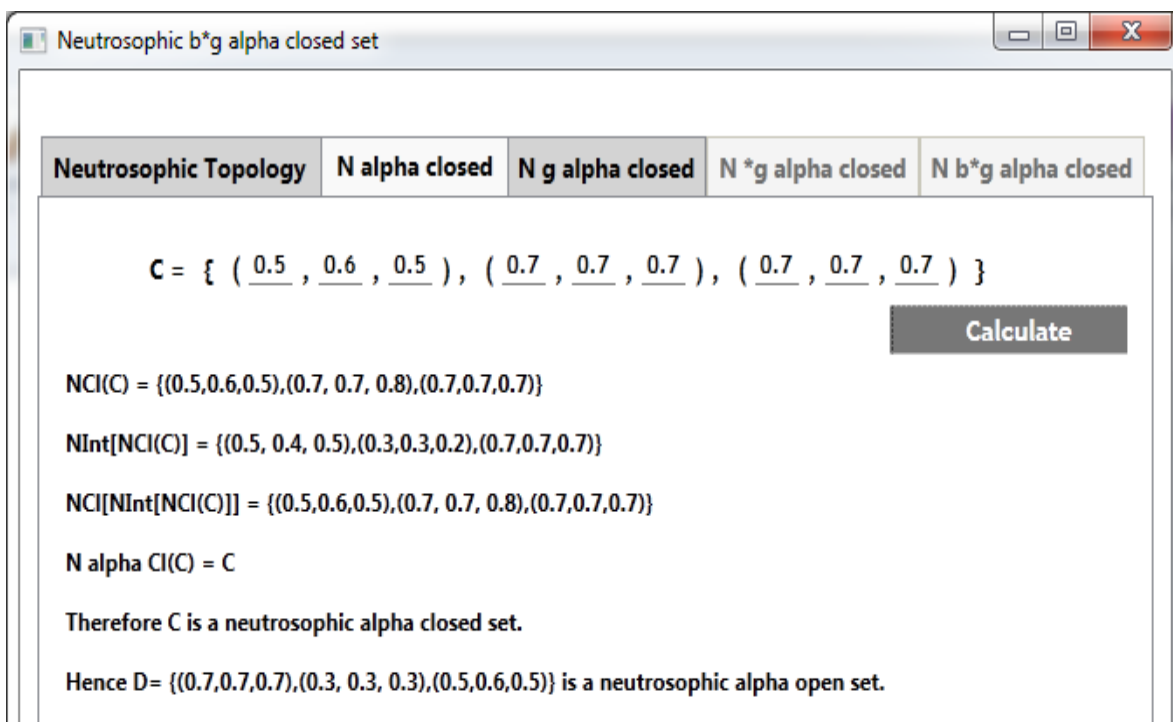 Neutrosophic b*g alpha closed set
Neutrosophic Topology N alpha closed N g alpha closed N *g alpha closed N b*g alpha closed
C = { ( 0.5 , 0.6 , 0.5 ), ( 0.7 , 0.7 , 0.7 ), ( 0.7 , 0.7 , 0.7 ) }
Calculate
NCl(C) = {(0.5,0.6,0.5),(0.7, 0.7, 0.8),(0.7,0.7,0.7)}
NInt[NCl(C)] = {(0.5, 0.4, 0.5),(0.3,0.3,0.2),(0.7,0.7,0.7)}
NCl[NInt[NCl(C)]] = {(0.5,0.6,0.5),(0.7, 0.7, 0.8),(0.7,0.7,0.7)}
N alpha Cl(C) = C
Therefore C is a neutrosophic alpha closed set.
Hence D= {(0.7,0.7,0.7),(0.3, 0.3, 0.3),(0.5,0.6,0.5)} is a neutrosophic alpha open set.